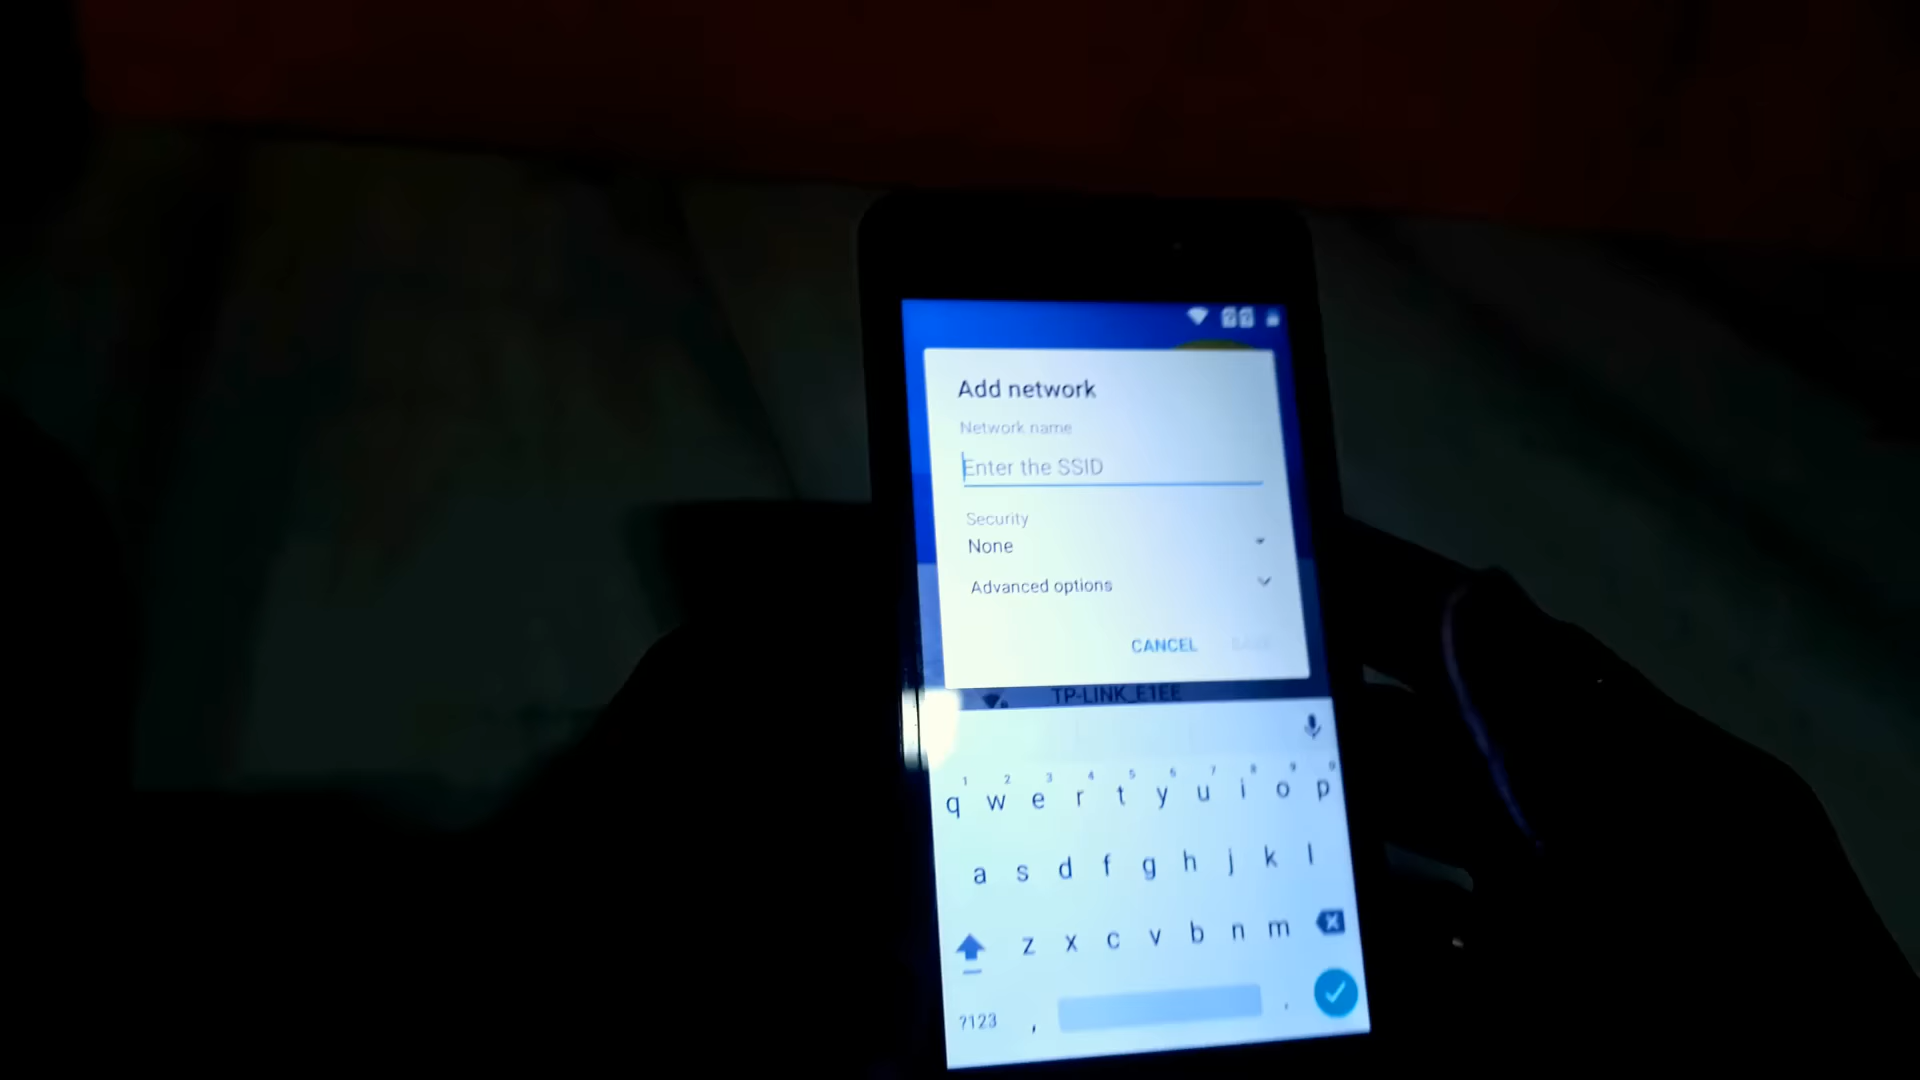 Add network
Network name
Enter the SSID
Security
None
Advanced options
CANCEL
TP-LINK_E1EE
1 2 3 4 5 6 7 8 9
q w e r t y u i o p
a s d f g h j k l
z x c v b n m
?123 , .